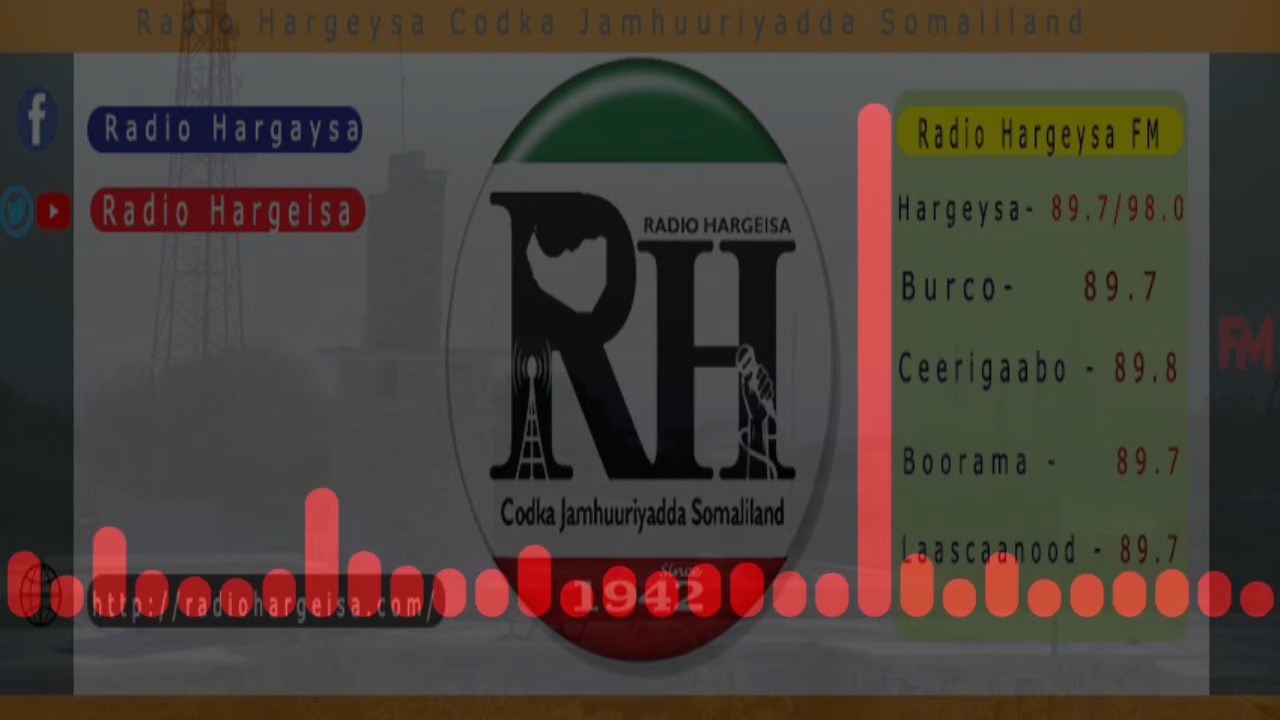 Radio Hargeysa Codka Jamhuuriyadda Somaliland
Radio Hargaysa
Radio Hargeisa
http://radiohargeisa.com/
RH
RADIO HARGEISA
Codka Jamhuuriyadda Somaliland
Since
1942
Radio Hargeysa FM
Hargeysa- 89.7/98.0
Burco- 89.7
Ceerigaabo - 89.8
Boorama - 89.7
Laascaanood - 89.7
FM